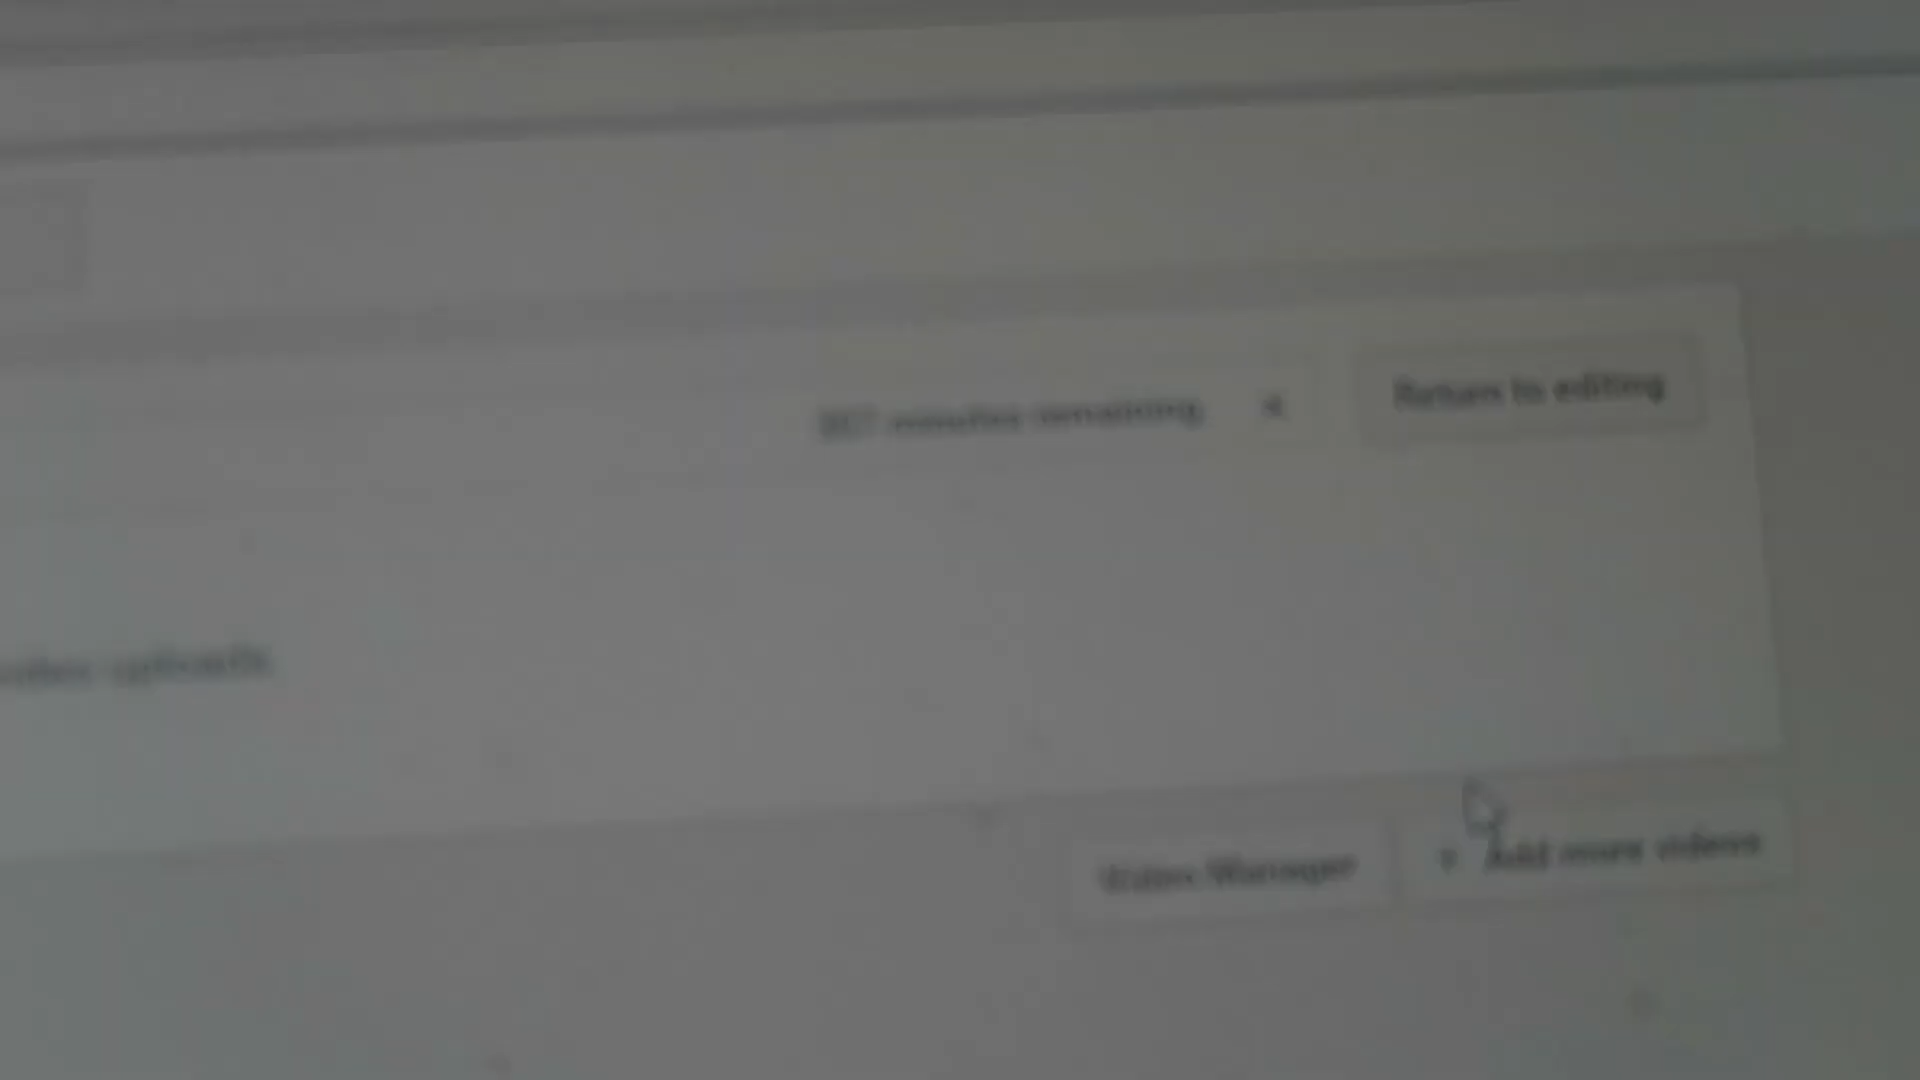 minutes remaining
Return to editing
uploads
Video Manager
+ Add more videos